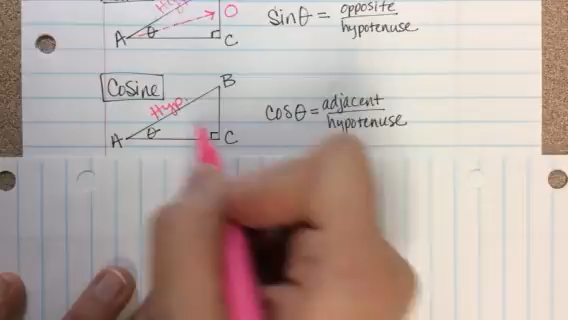 Hyp. O
A θ C
sinθ = opposite
hypotenuse
Cosine
B
Hyp.
A θ C
cosθ = adjacent
hypotenuse